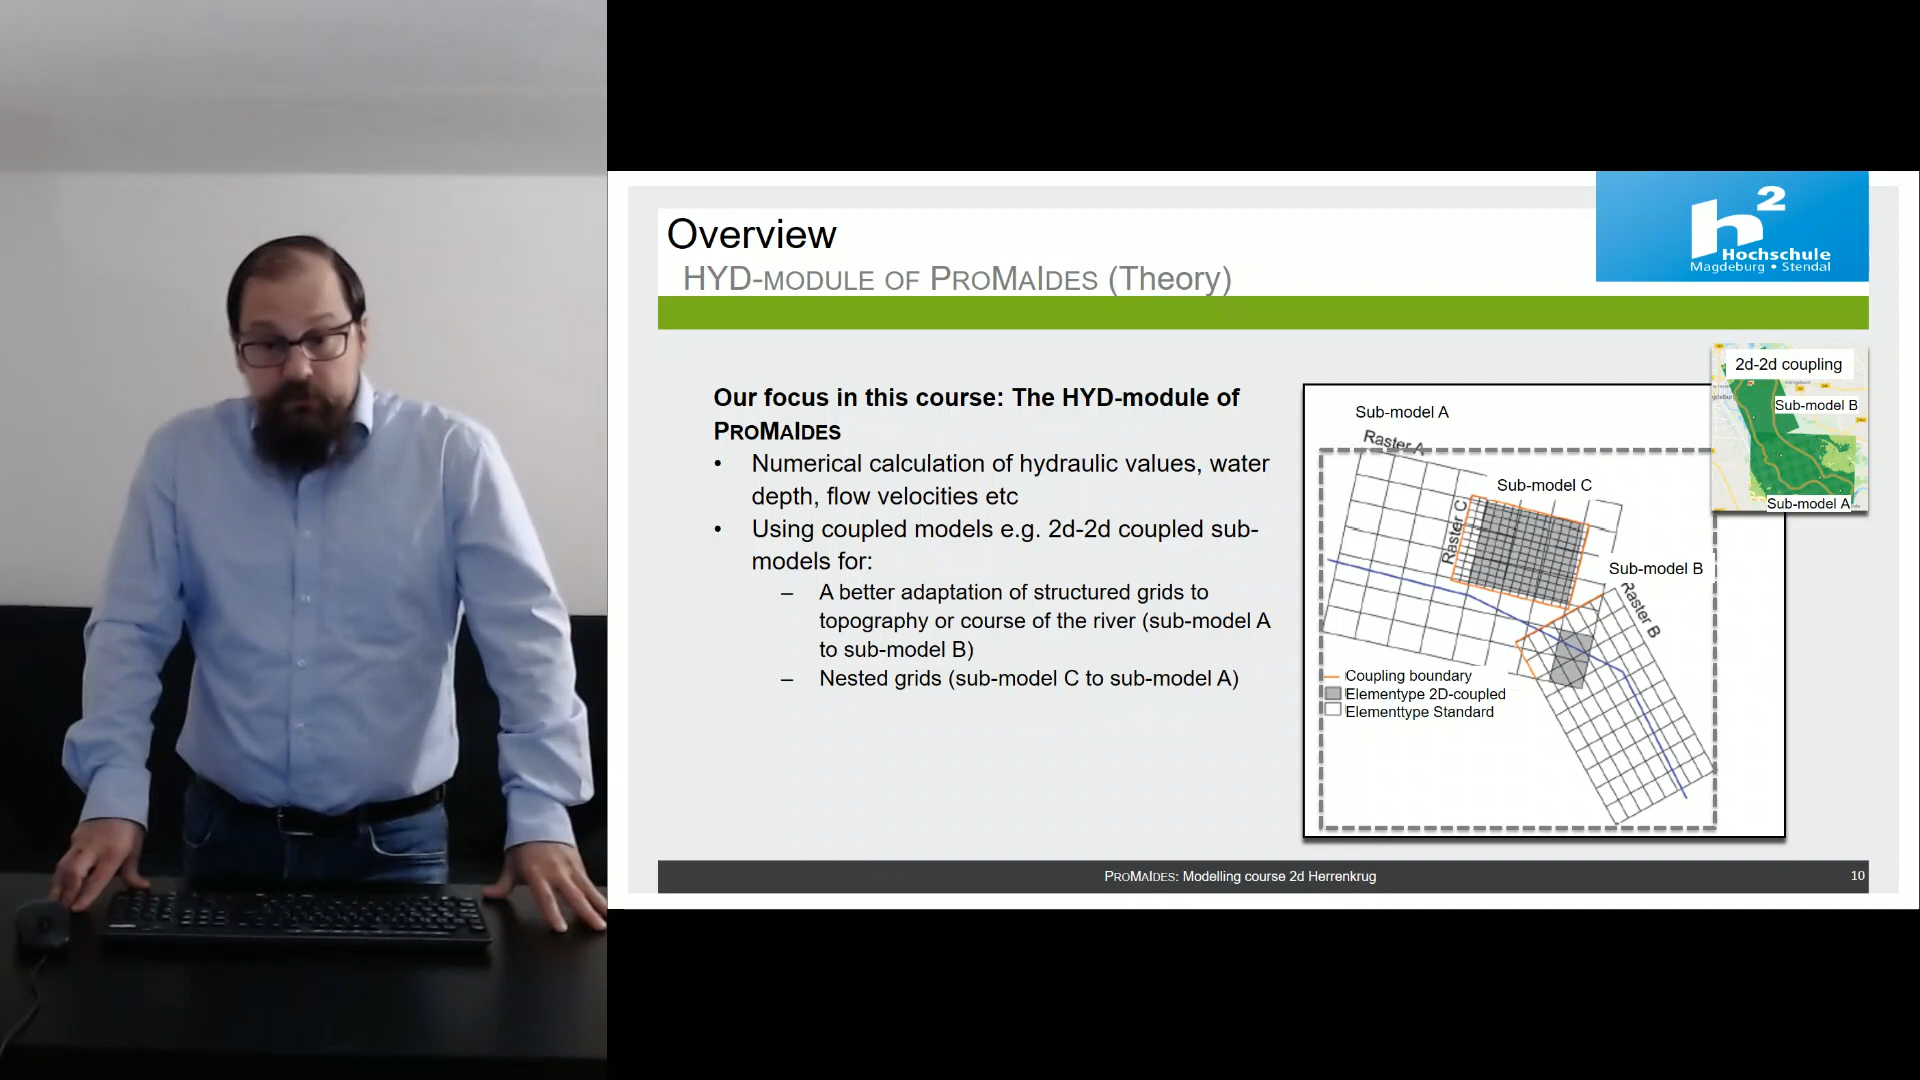 Overview
HYD-MODULE OF PROMAIDES (Theory)
h2
Hochschule
Magdeburg • Stendal
Our focus in this course: The HYD-module of
PROMAIDES
• Numerical calculation of hydraulic values, water
depth, flow velocities etc
• Using coupled models e.g. 2d-2d coupled sub-
models for:
– A better adaptation of structured grids to
topography or course of the river (sub-model A
to sub-model B)
– Nested grids (sub-model C to sub-model A)
2d-2d coupling
Sub-model B
Sub-model A
Sub-model A
Raster A
Sub-model C
Raster C
Sub-model B
Raster B
Coupling boundary
Elementype 2D-coupled
Elementtype Standard
PROMAIDES: Modelling course 2d Herrenkrug
10